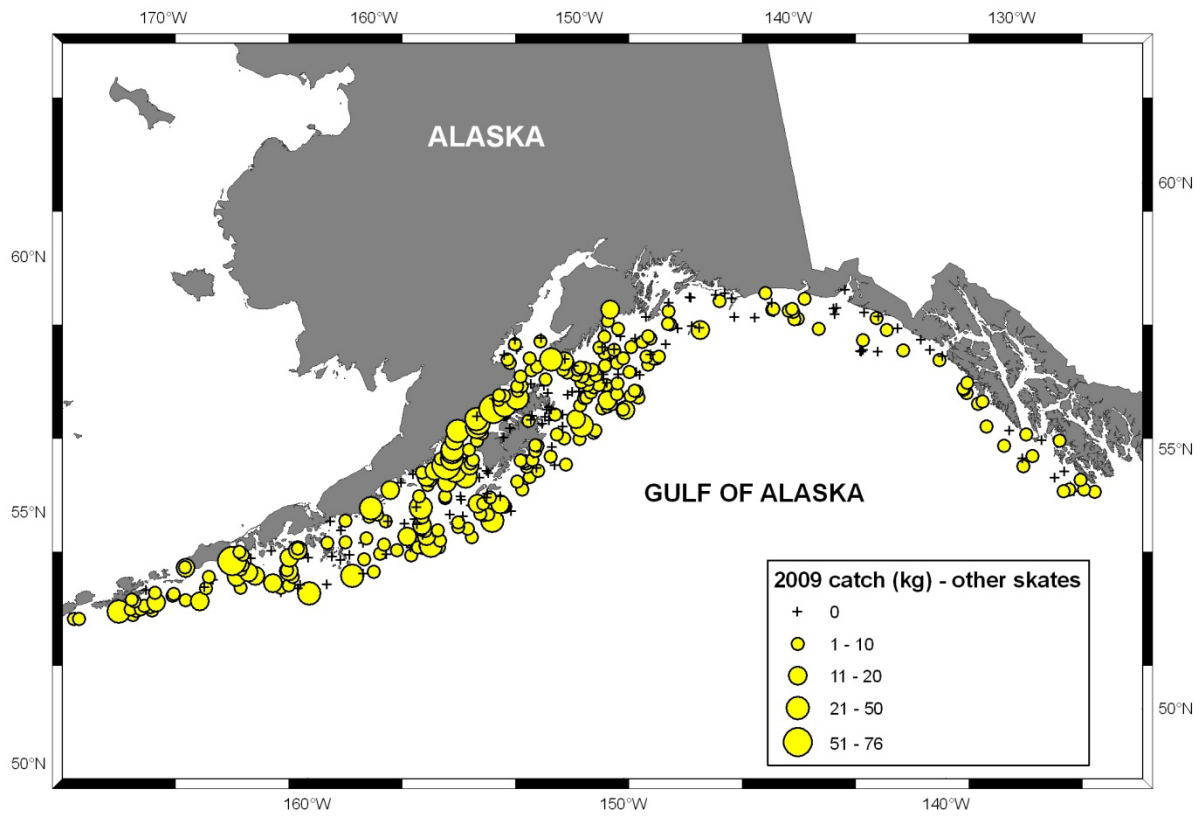 170°W 160°W 150°W 140°W 130°W
ALASKA
60°N
60°N
55°N
GULF OF ALASKA
55°N
2009 catch (kg) - other skates
0
1 - 10
11 - 20
21 - 50
51 - 76
50°N
50°N
160°W 150°W 140°W